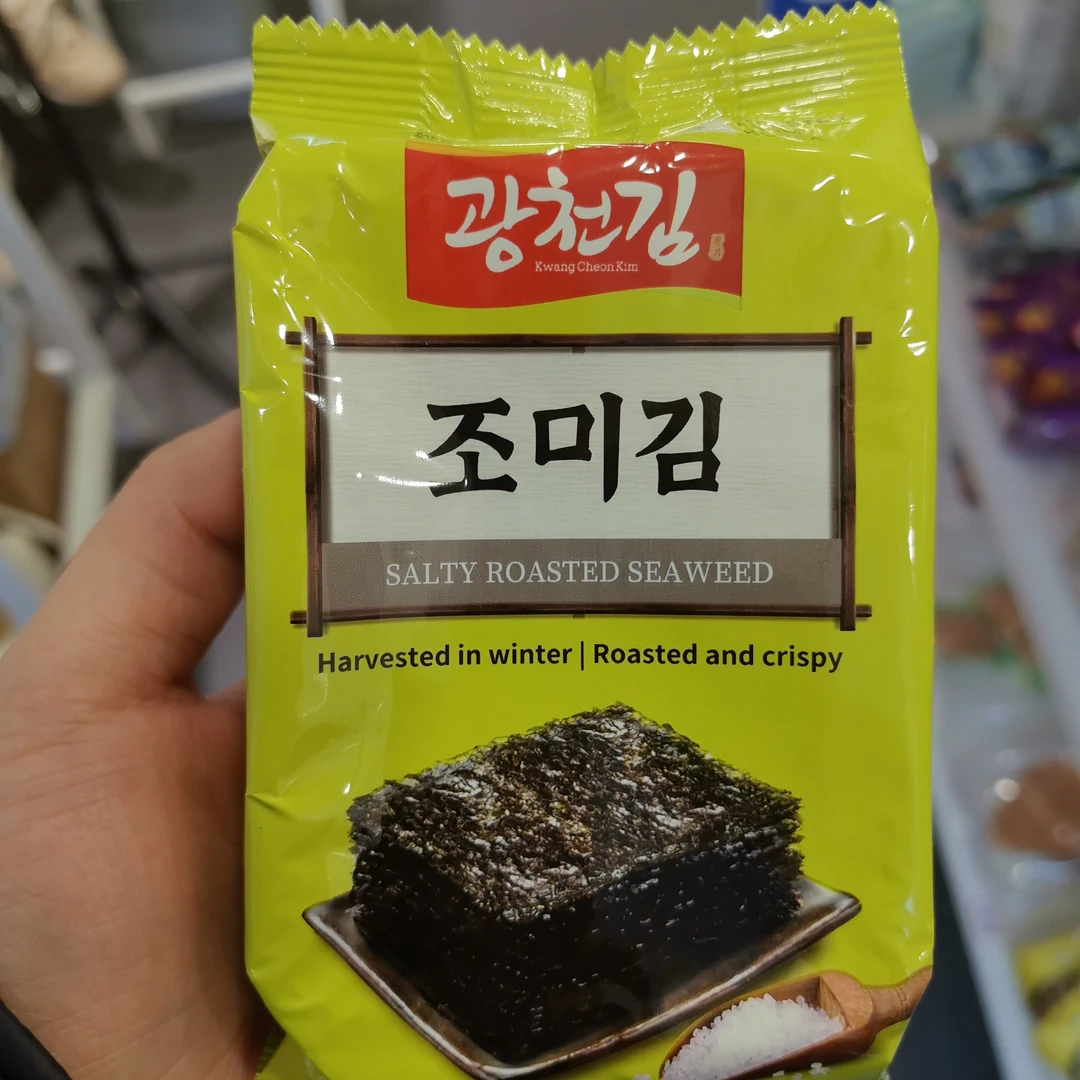 광천김
Kwang Cheon Kim
조미김
SALTY ROASTED SEAWEED
Harvested in winter | Roasted and crispy